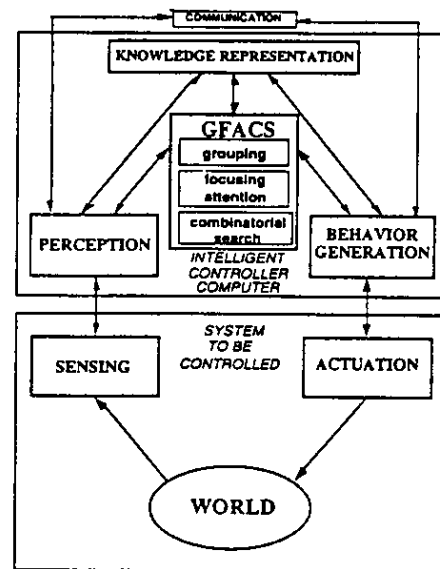 COMMUNICATION
KNOWLEDGE REPRESENTATION
GFACS
grouping
focusing
attention
combinatorial
search
PERCEPTION
BEHAVIOR
GENERATION
INTELLIGENT
CONTROLLER
COMPUTER
SYSTEM
TO BE
CONTROLLED
SENSING
ACTUATION
WORLD